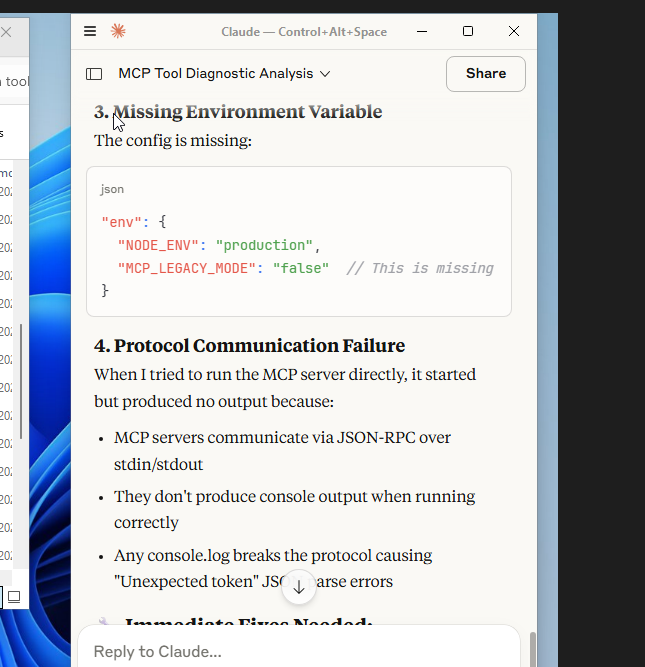 Claude — Control+Alt+Space
MCP Tool Diagnostic Analysis
Share
3. Missing Environment Variable
The config is missing:
json
"env": {
"NODE_ENV": "production",
"MCP_LEGACY_MODE": "false" // This is missing
}
4. Protocol Communication Failure
When I tried to run the MCP server directly, it started
but produced no output because:
• MCP servers communicate via JSON-RPC over
stdin/stdout
• They don't produce console output when running
correctly
• Any console.log breaks the protocol causing
"Unexpected token" JSON parse errors
Immediate Fixes Needed:
Reply to Claude...